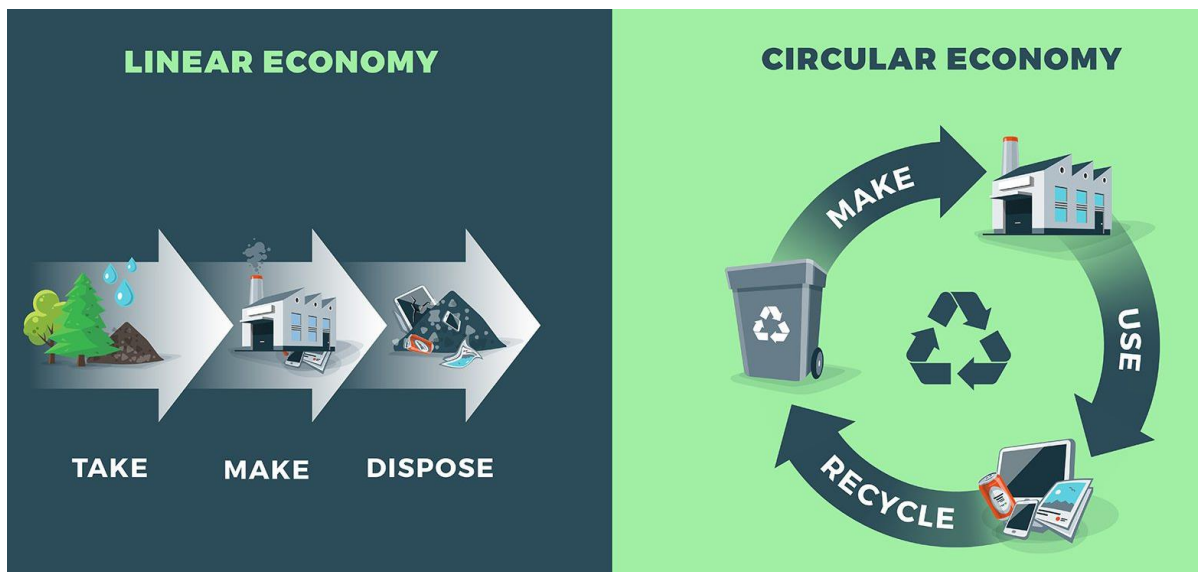 LINEAR ECONOMY
TAKE
MAKE
DISPOSE
CIRCULAR ECONOMY
MAKE
USE
RECYCLE